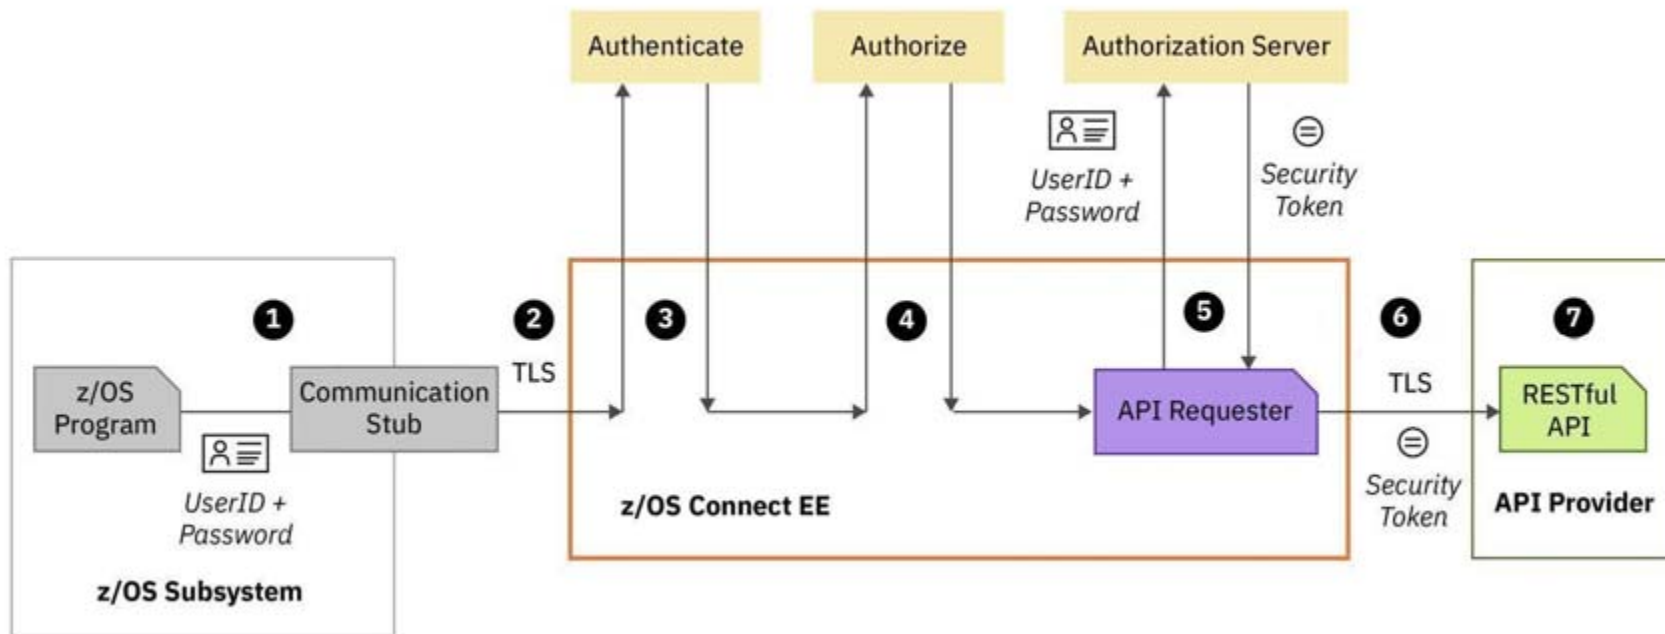 Authenticate
Authorize
Authorization Server
UserID +
Password
Security
Token
1
2
3
4
5
6
7
TLS
TLS
z/OS
Program
Communication
Stub
API Requester
RESTful
API
UserID +
Password
z/OS Connect EE
Security
Token
API Provider
z/OS Subsystem